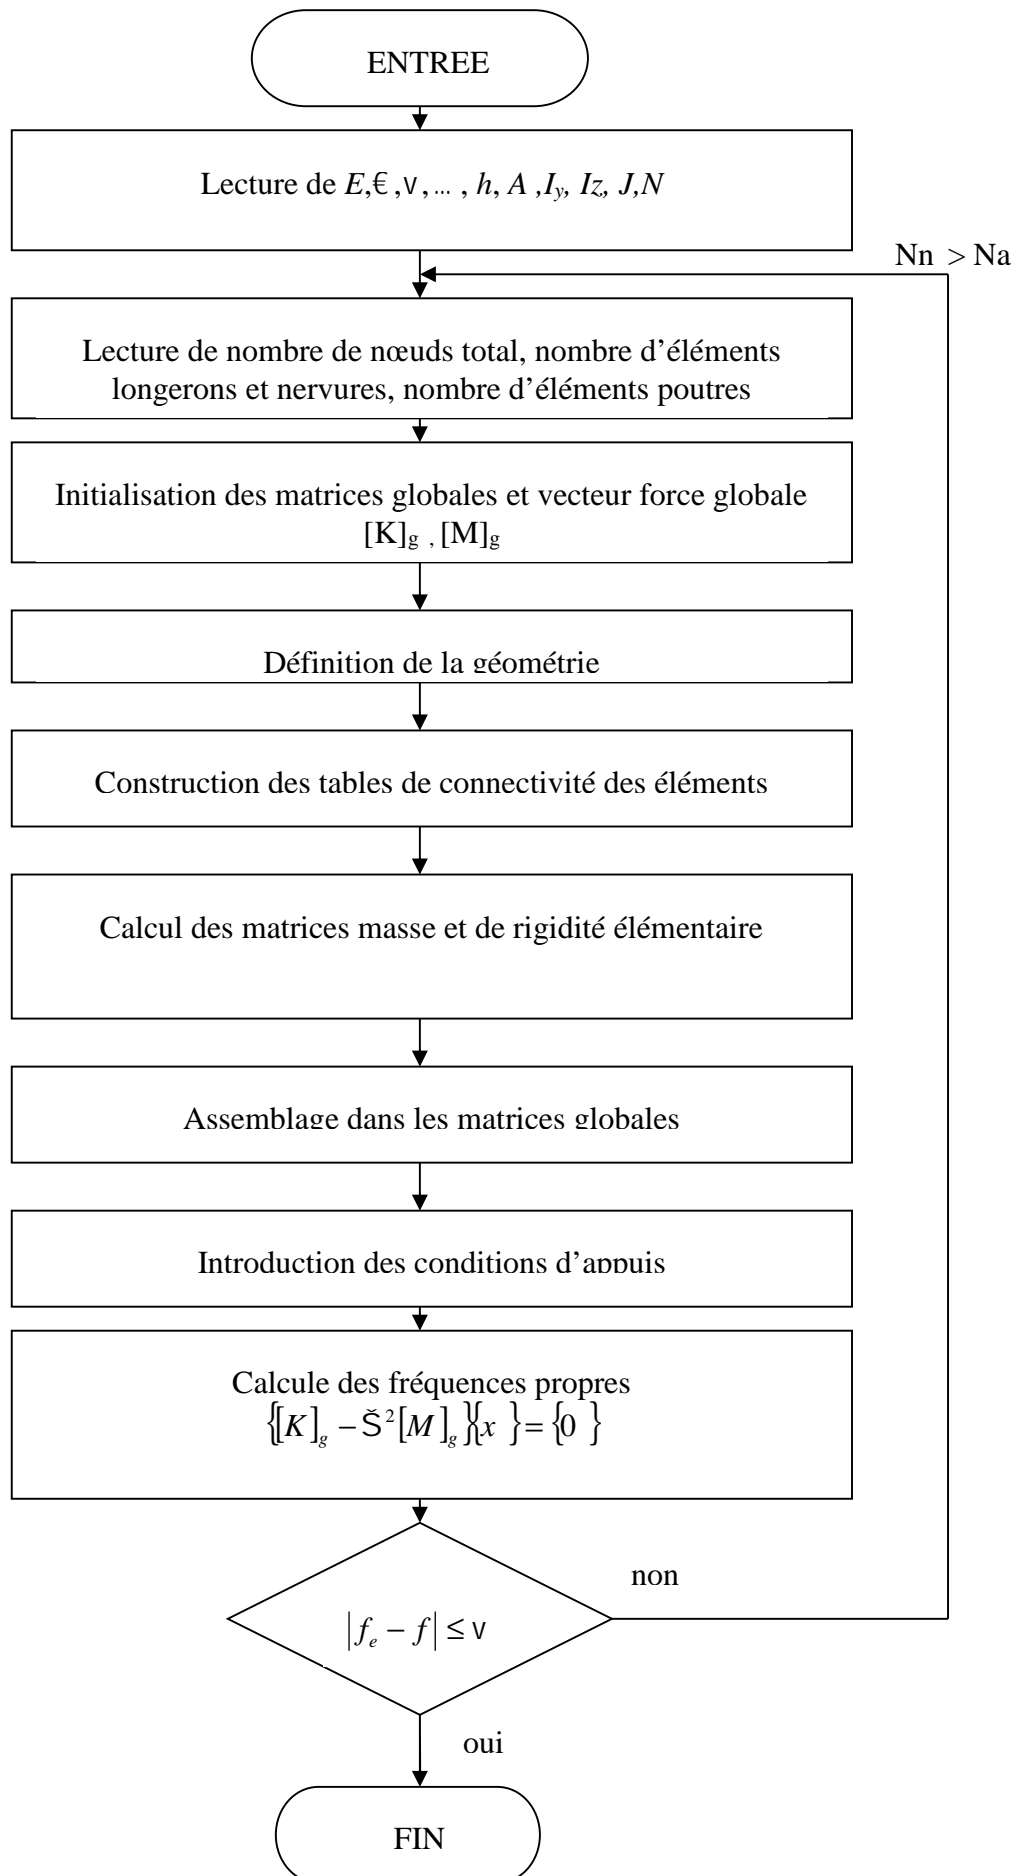 ENTREE
Lecture de E,€ ,v, ... , h, A ,Iy, Iz, J,N
Nn > Na
Lecture de nombre de nœuds total, nombre d'éléments
longerons et nervures, nombre d'éléments poutres
Initialisation des matrices globales et vecteur force globale
[K]g , [M]g
Définition de la géométrie
Construction des tables de connectivité des éléments
Calcul des matrices masse et de rigidité élémentaire
Assemblage dans les matrices globales
Introduction des conditions d'appuis
Calcule des fréquences propres
{[K]g − Š²[M]g}{x } = {0 }
non
|fe − f| ≤ v
oui
FIN